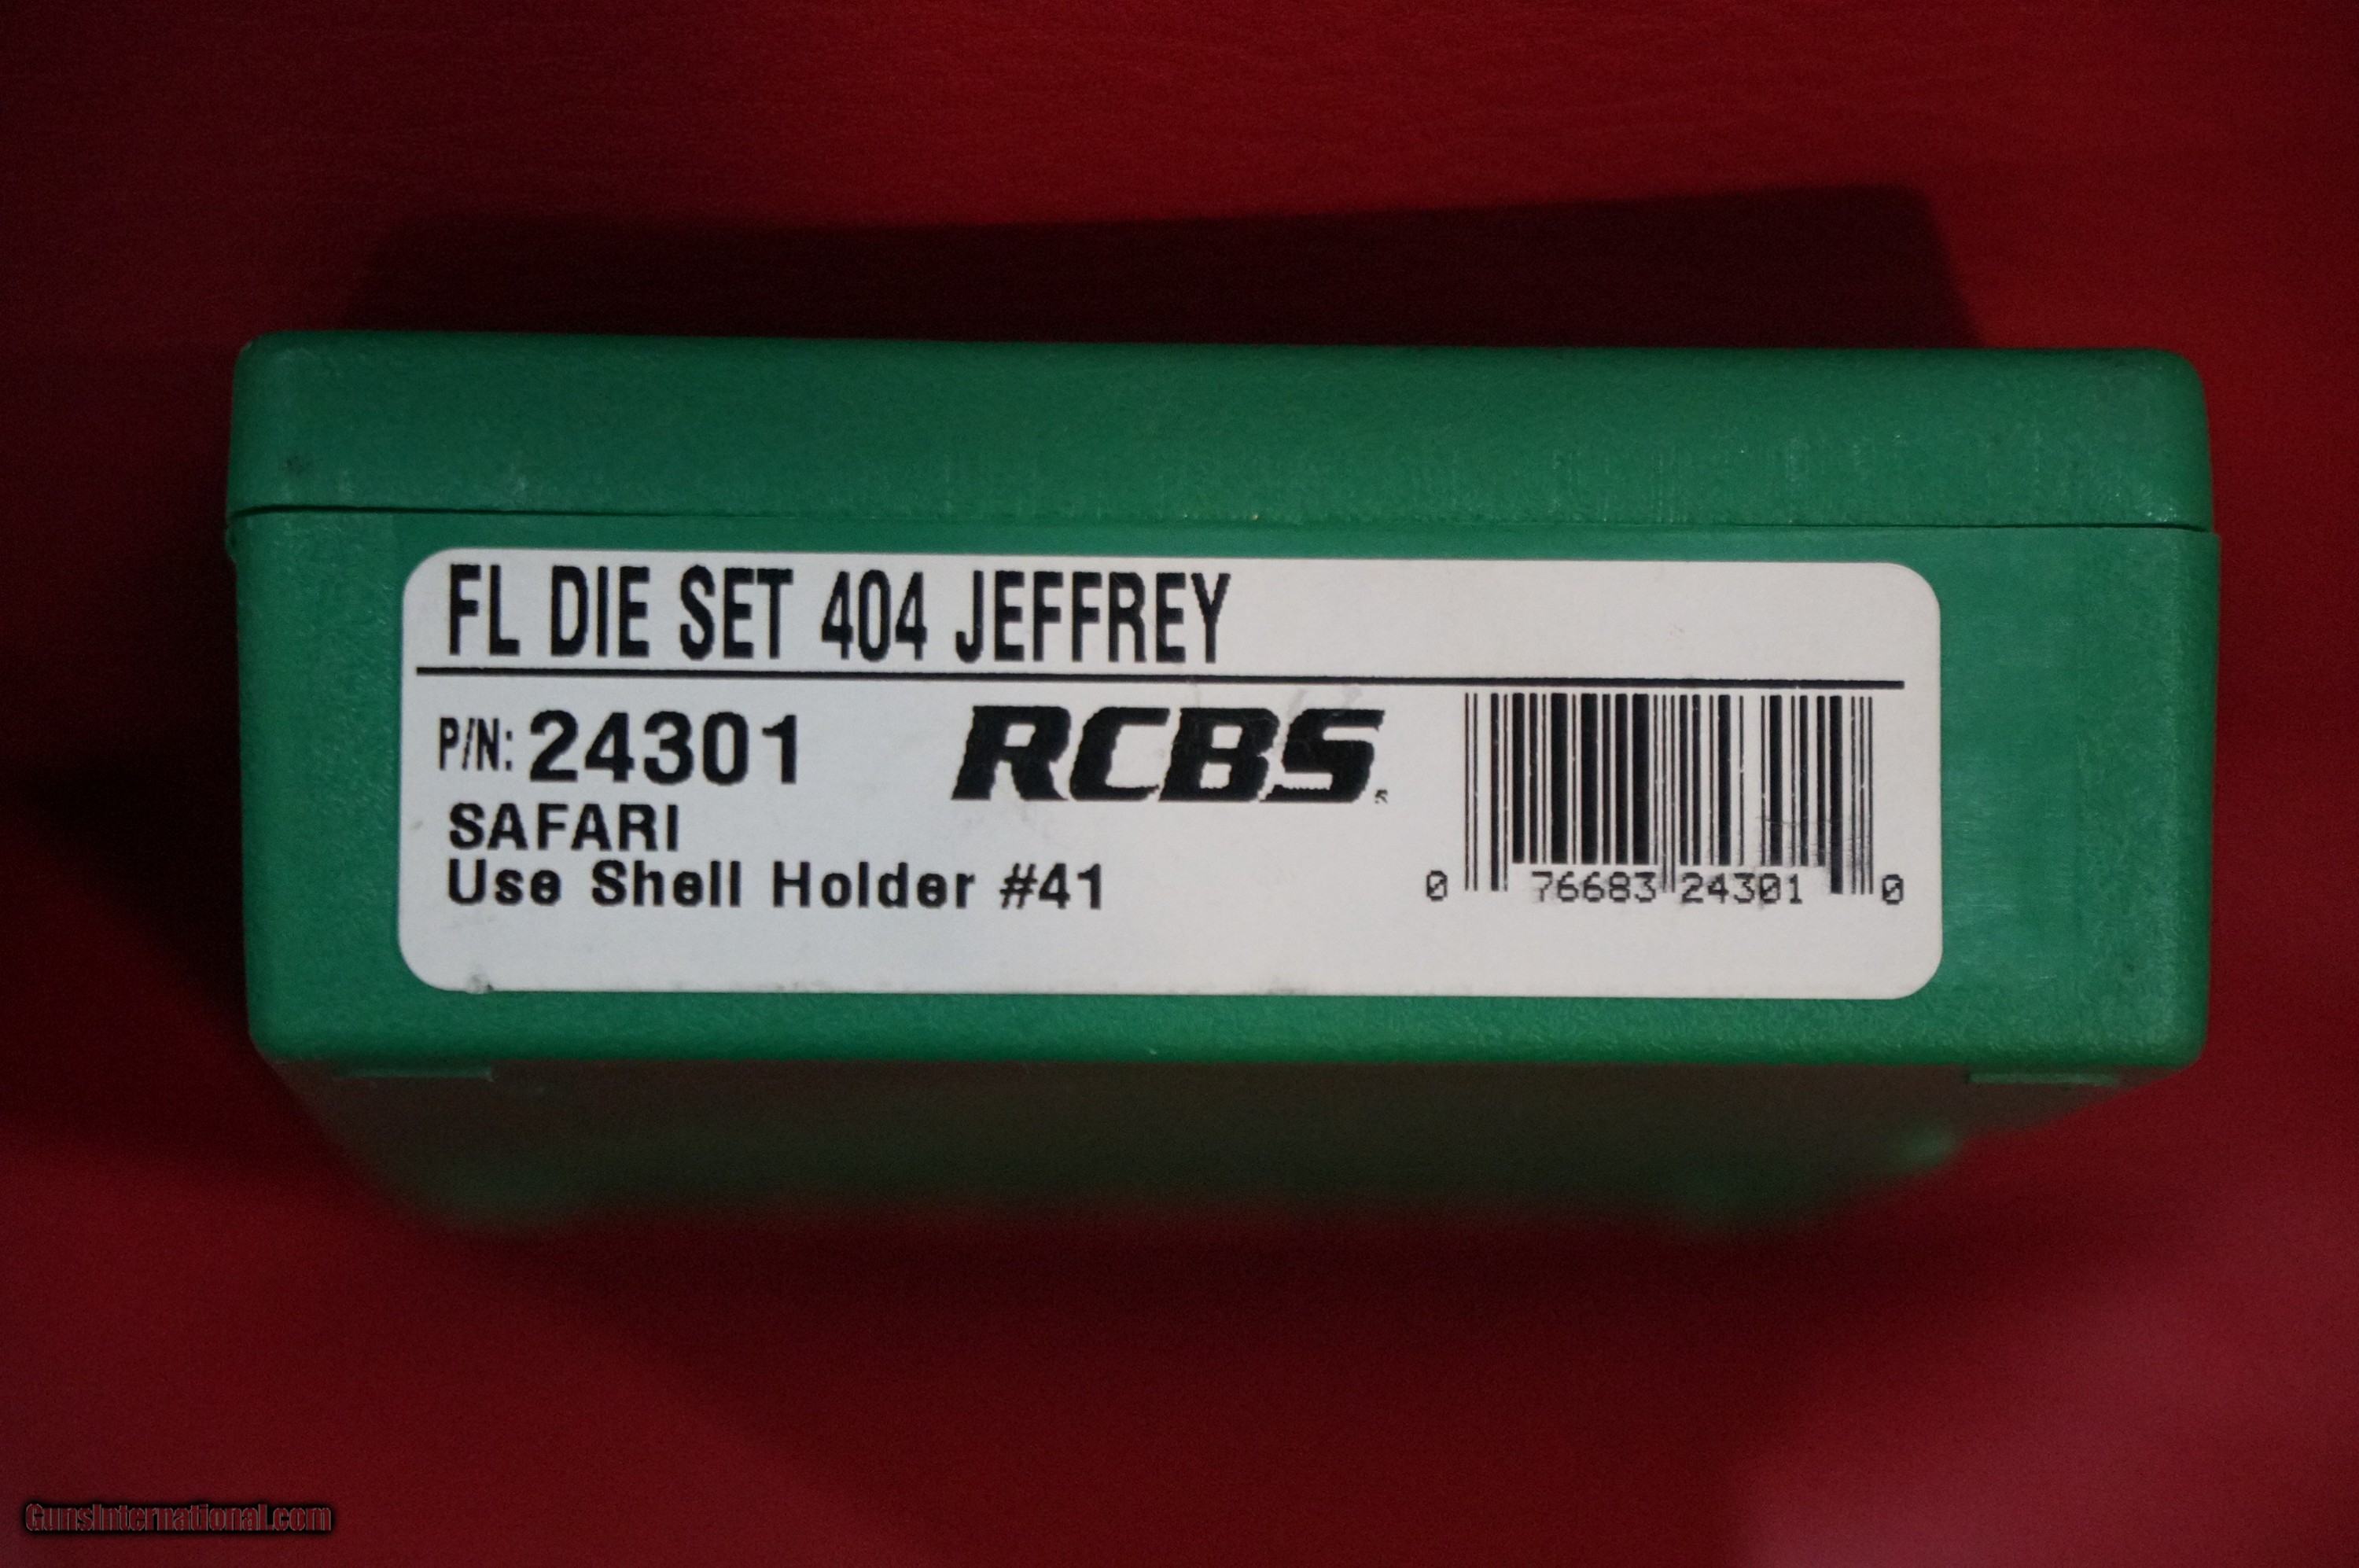 FL DIE SET 404 JEFFREY
P/N: 24301
RCBS
SAFARI
Use Shell Holder #41
0 76683 24301 0
GunsInternational.com